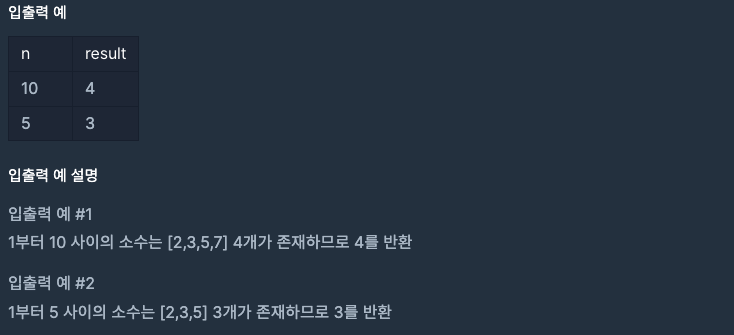 입출력 예
n result
10 4
5 3
입출력 예 설명
입출력 예 #1
1부터 10 사이의 소수는 [2,3,5,7] 4개가 존재하므로 4를 반환
입출력 예 #2
1부터 5 사이의 소수는 [2,3,5] 3개가 존재하므로 3를 반환